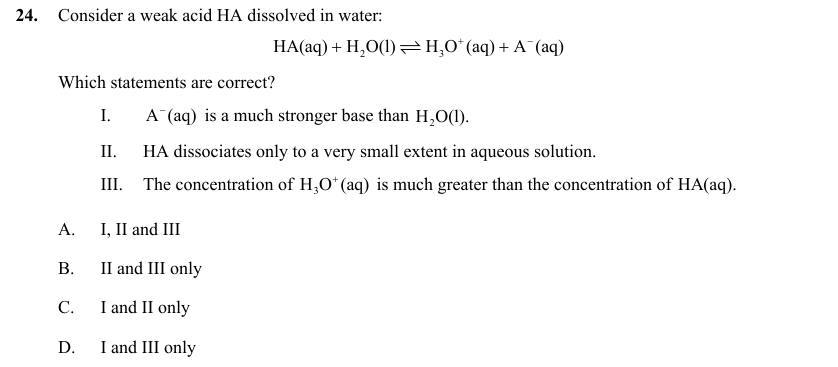 24. Consider a weak acid HA dissolved in water:
HA(aq) + H₂O(l) ⇌ H₃O⁺ (aq) + A⁻ (aq)
Which statements are correct?
I. A⁻ (aq) is a much stronger base than H₂O(l).
II. HA dissociates only to a very small extent in aqueous solution.
III. The concentration of H₃O⁺ (aq) is much greater than the concentration of HA(aq).
A. I, II and III
B. II and III only
C. I and II only
D. I and III only